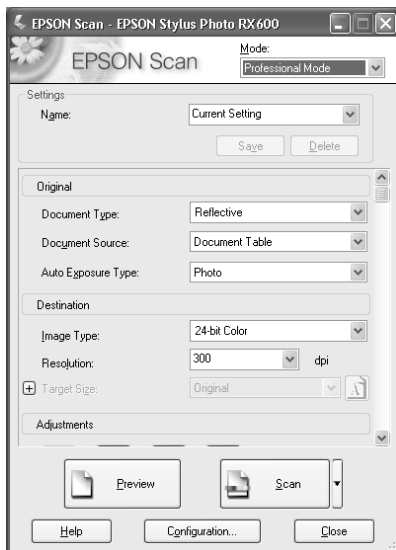 EPSON Scan - EPSON Stylus Photo RX600
EPSON Scan
Mode:
Professional Mode
Settings
Name:
Current Setting
Save
Delete
Original
Document Type:
Reflective
Document Source:
Document Table
Auto Exposure Type:
Photo
Destination
Image Type:
24-bit Color
Resolution:
300
dpi
Target Size:
Original
A
Adjustments
Preview
Scan
Help
Configuration...
Close